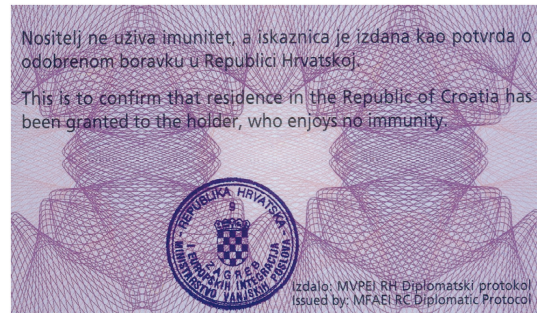 Nositelj ne uživa imunitet, a iskaznica je izdana kao potvrda o
odobrenom boravku u Republici Hrvatskoj.
This is to confirm that residence in the Republic of Croatia has
been granted to the holder, who enjoys no immunity.
- REPUBLIKA HRVATSKA -
9
ZAGREB
MINISTARSTVO VANJSKIH POSLOVA
I EUROPSKIH INTEGRACIJA
Izdalo: MVPEI RH Diplomatski protokol
Issued by: MFAEI RC Diplomatic Protocol